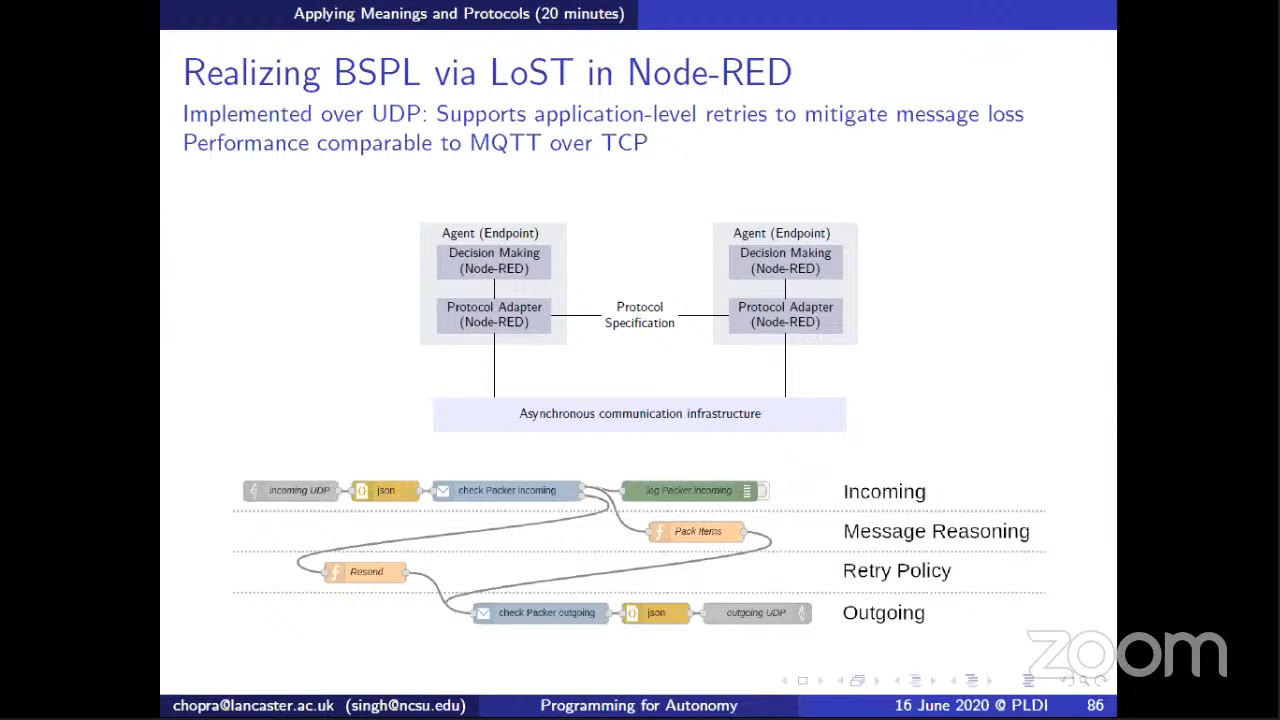 Applying Meanings and Protocols (20 minutes)
Realizing BSPL via LoST in Node-RED
Implemented over UDP: Supports application-level retries to mitigate message loss
Performance comparable to MQTT over TCP
Agent (Endpoint)
Decision Making
(Node-RED)
Protocol Adapter
(Node-RED)
Protocol
Specification
Agent (Endpoint)
Decision Making
(Node-RED)
Protocol Adapter
(Node-RED)
Asynchronous communication infrastructure
incoming UDP
json
check Packer incoming
log Packer incoming
Incoming
Pack Items
Message Reasoning
Resend
Retry Policy
check Packer outgoing
json
outgoing UDP
Outgoing
zoom
chopra@lancaster.ac.uk (singh@ncsu.edu)
Programming for Autonomy
16 June 2020 @ PLDI
86